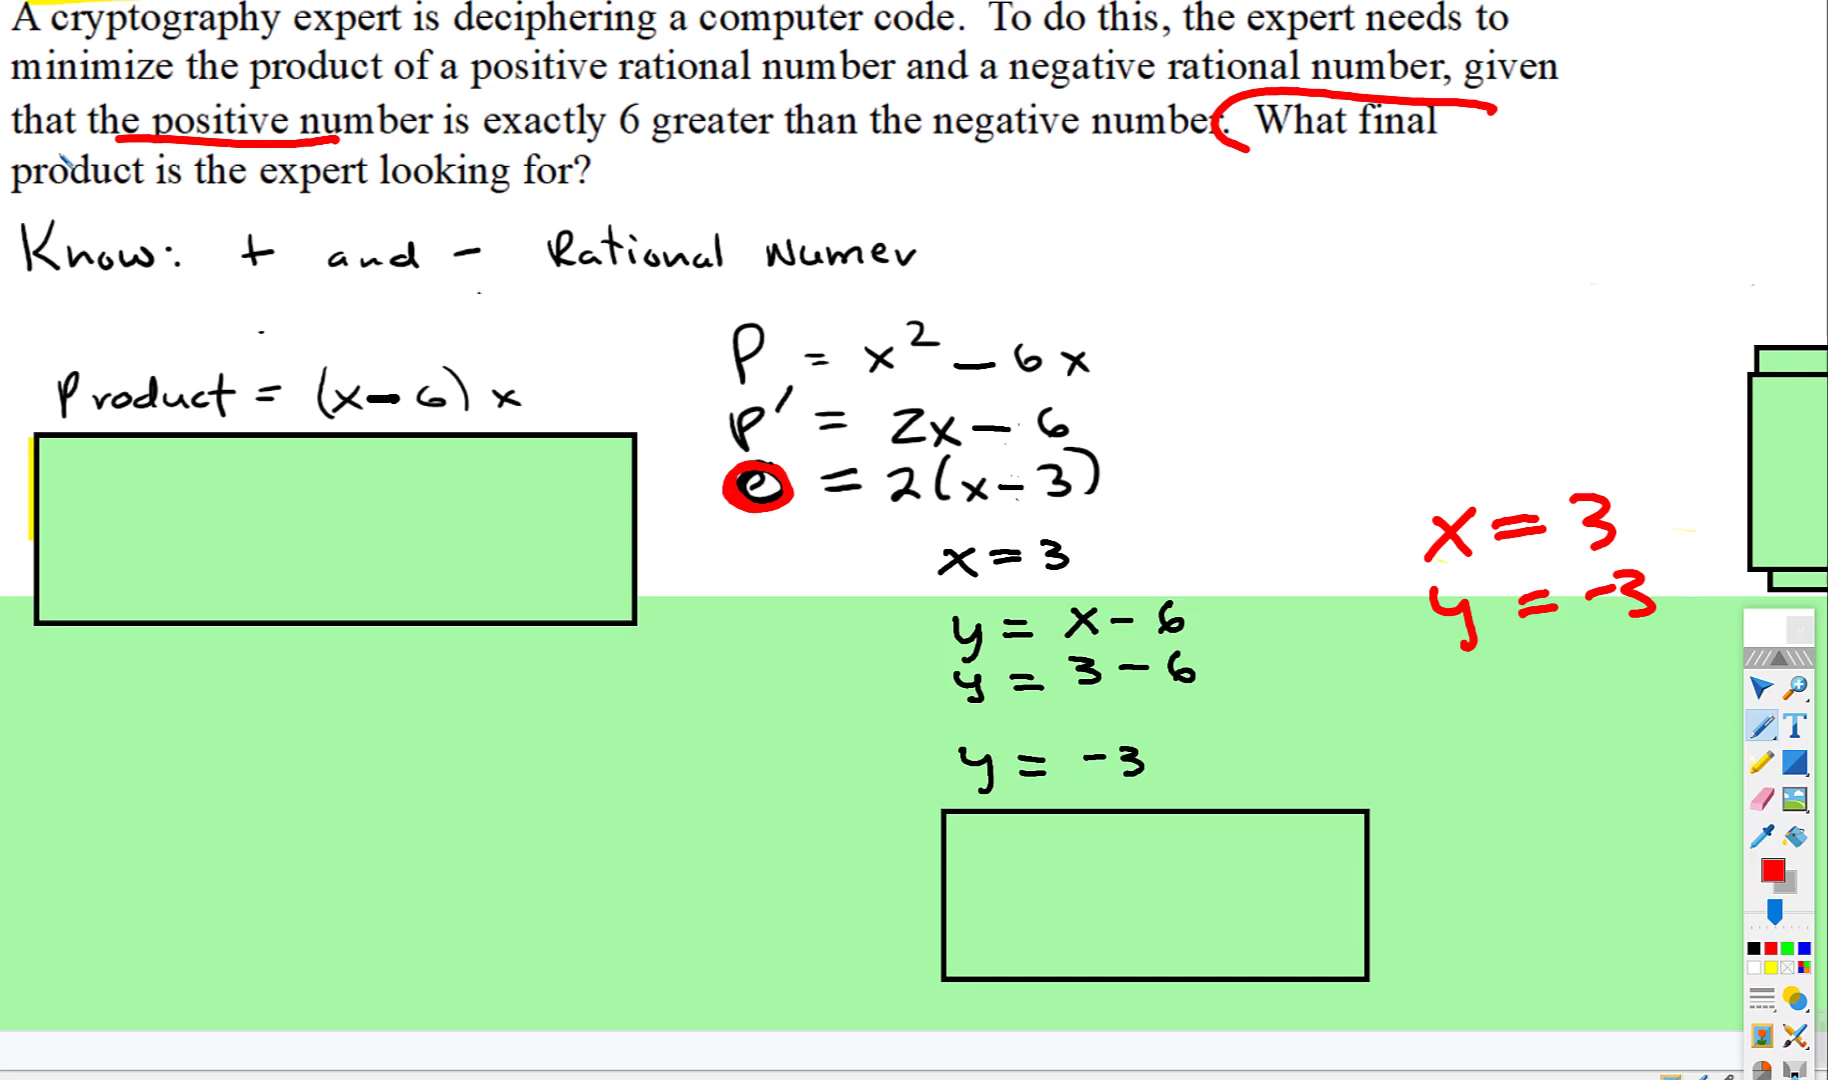 A cryptography expert is deciphering a computer code. To do this, the expert needs to
minimize the product of a positive rational number and a negative rational number, given
that the positive number is exactly 6 greater than the negative number. What final
product is the expert looking for?
Know: + and - Rational Numer
Product = (x-6) x
P = x² - 6x
P' = 2x - 6
0 = 2(x-3)
x = 3
y = x - 6
y = 3 - 6
y = -3
x = 3
y = -3
T